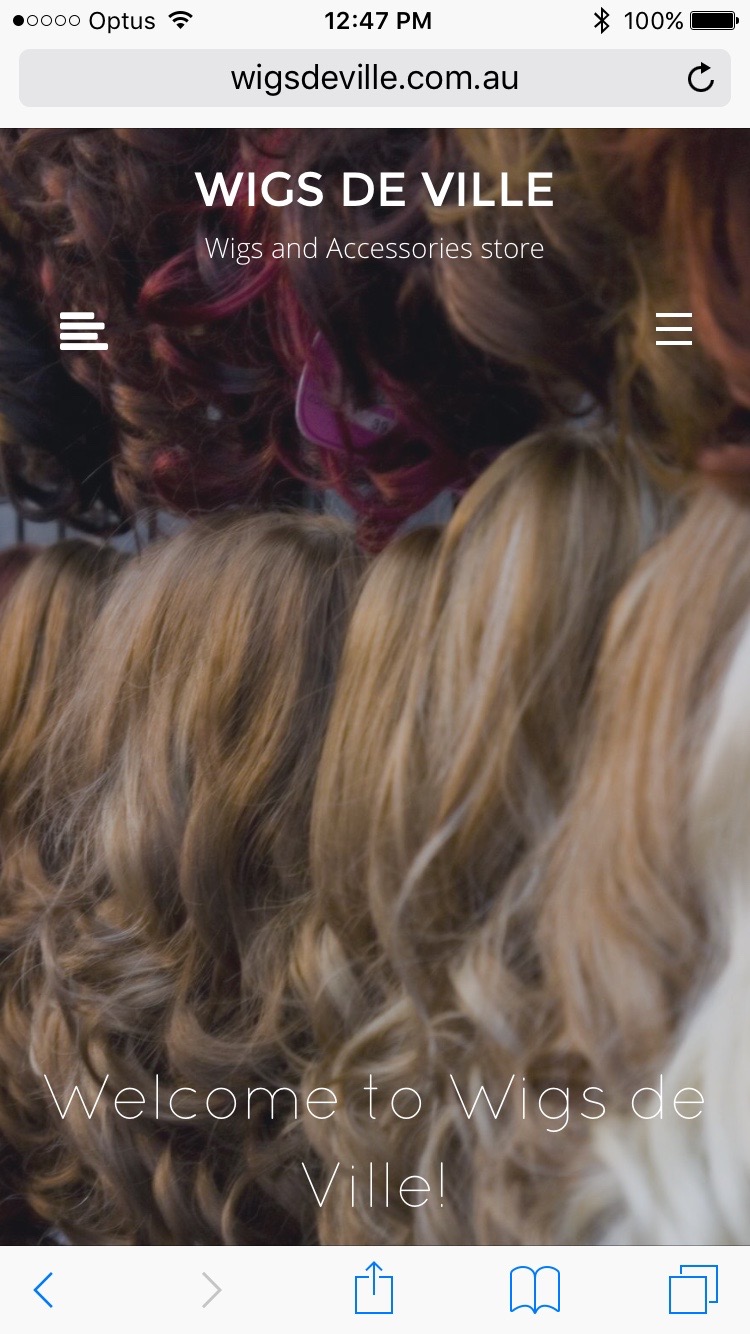 Optus 12:47 PM 100%
wigsdeville.com.au
WIGS DE VILLE
Wigs and Accessories store
Welcome to Wigs de
Ville!